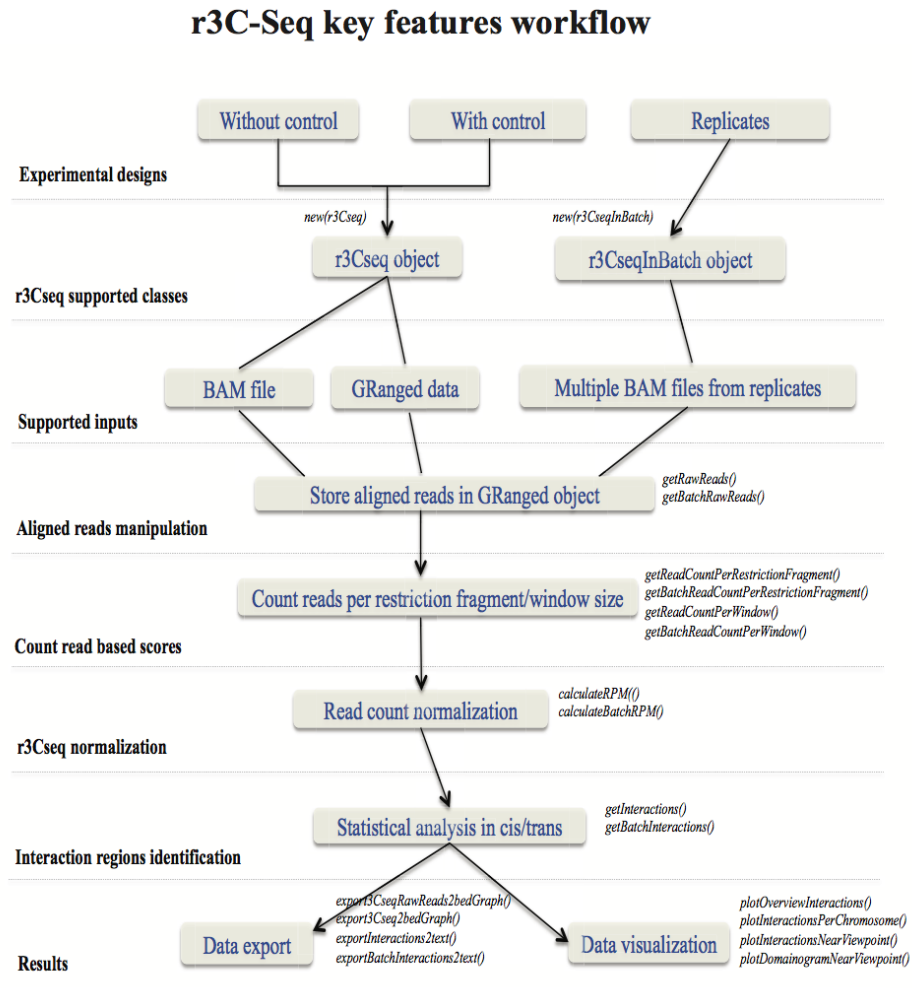 r3C-Seq key features workflow
Without control
With control
Replicates
Experimental designs
new(r3Cseq)
new(r3CseqInBatch)
r3Cseq object
r3CseqInBatch object
r3Cseq supported classes
BAM file
GRanged data
Multiple BAM files from replicates
Supported inputs
Store aligned reads in GRanged object
getRawReads()
getBatchRawReads()
Aligned reads manipulation
Count reads per restriction fragment/window size
getReadCountPerRestrictionFragment()
getBatchReadCountPerRestrictionFragment()
getReadCountPerWindow()
getBatchReadCountPerWindow()
Count read based scores
Read count normalization
calculateRPM(()
calculateBatchRPM()
r3Cseq normalization
Statistical analysis in cis/trans
getInteractions()
getBatchInteractions()
Interaction regions identification
export3CseqRawReads2bedGraph()
export3Cseq2bedGraph()
exportInteractions2text()
exportBatchInteractions2text()
Data export
Data visualization
plotOverviewInteractions()
plotInteractionsPerChromosome()
plotInteractionsNearViewpoint()
plotDomainogramNearViewpoint()
Results